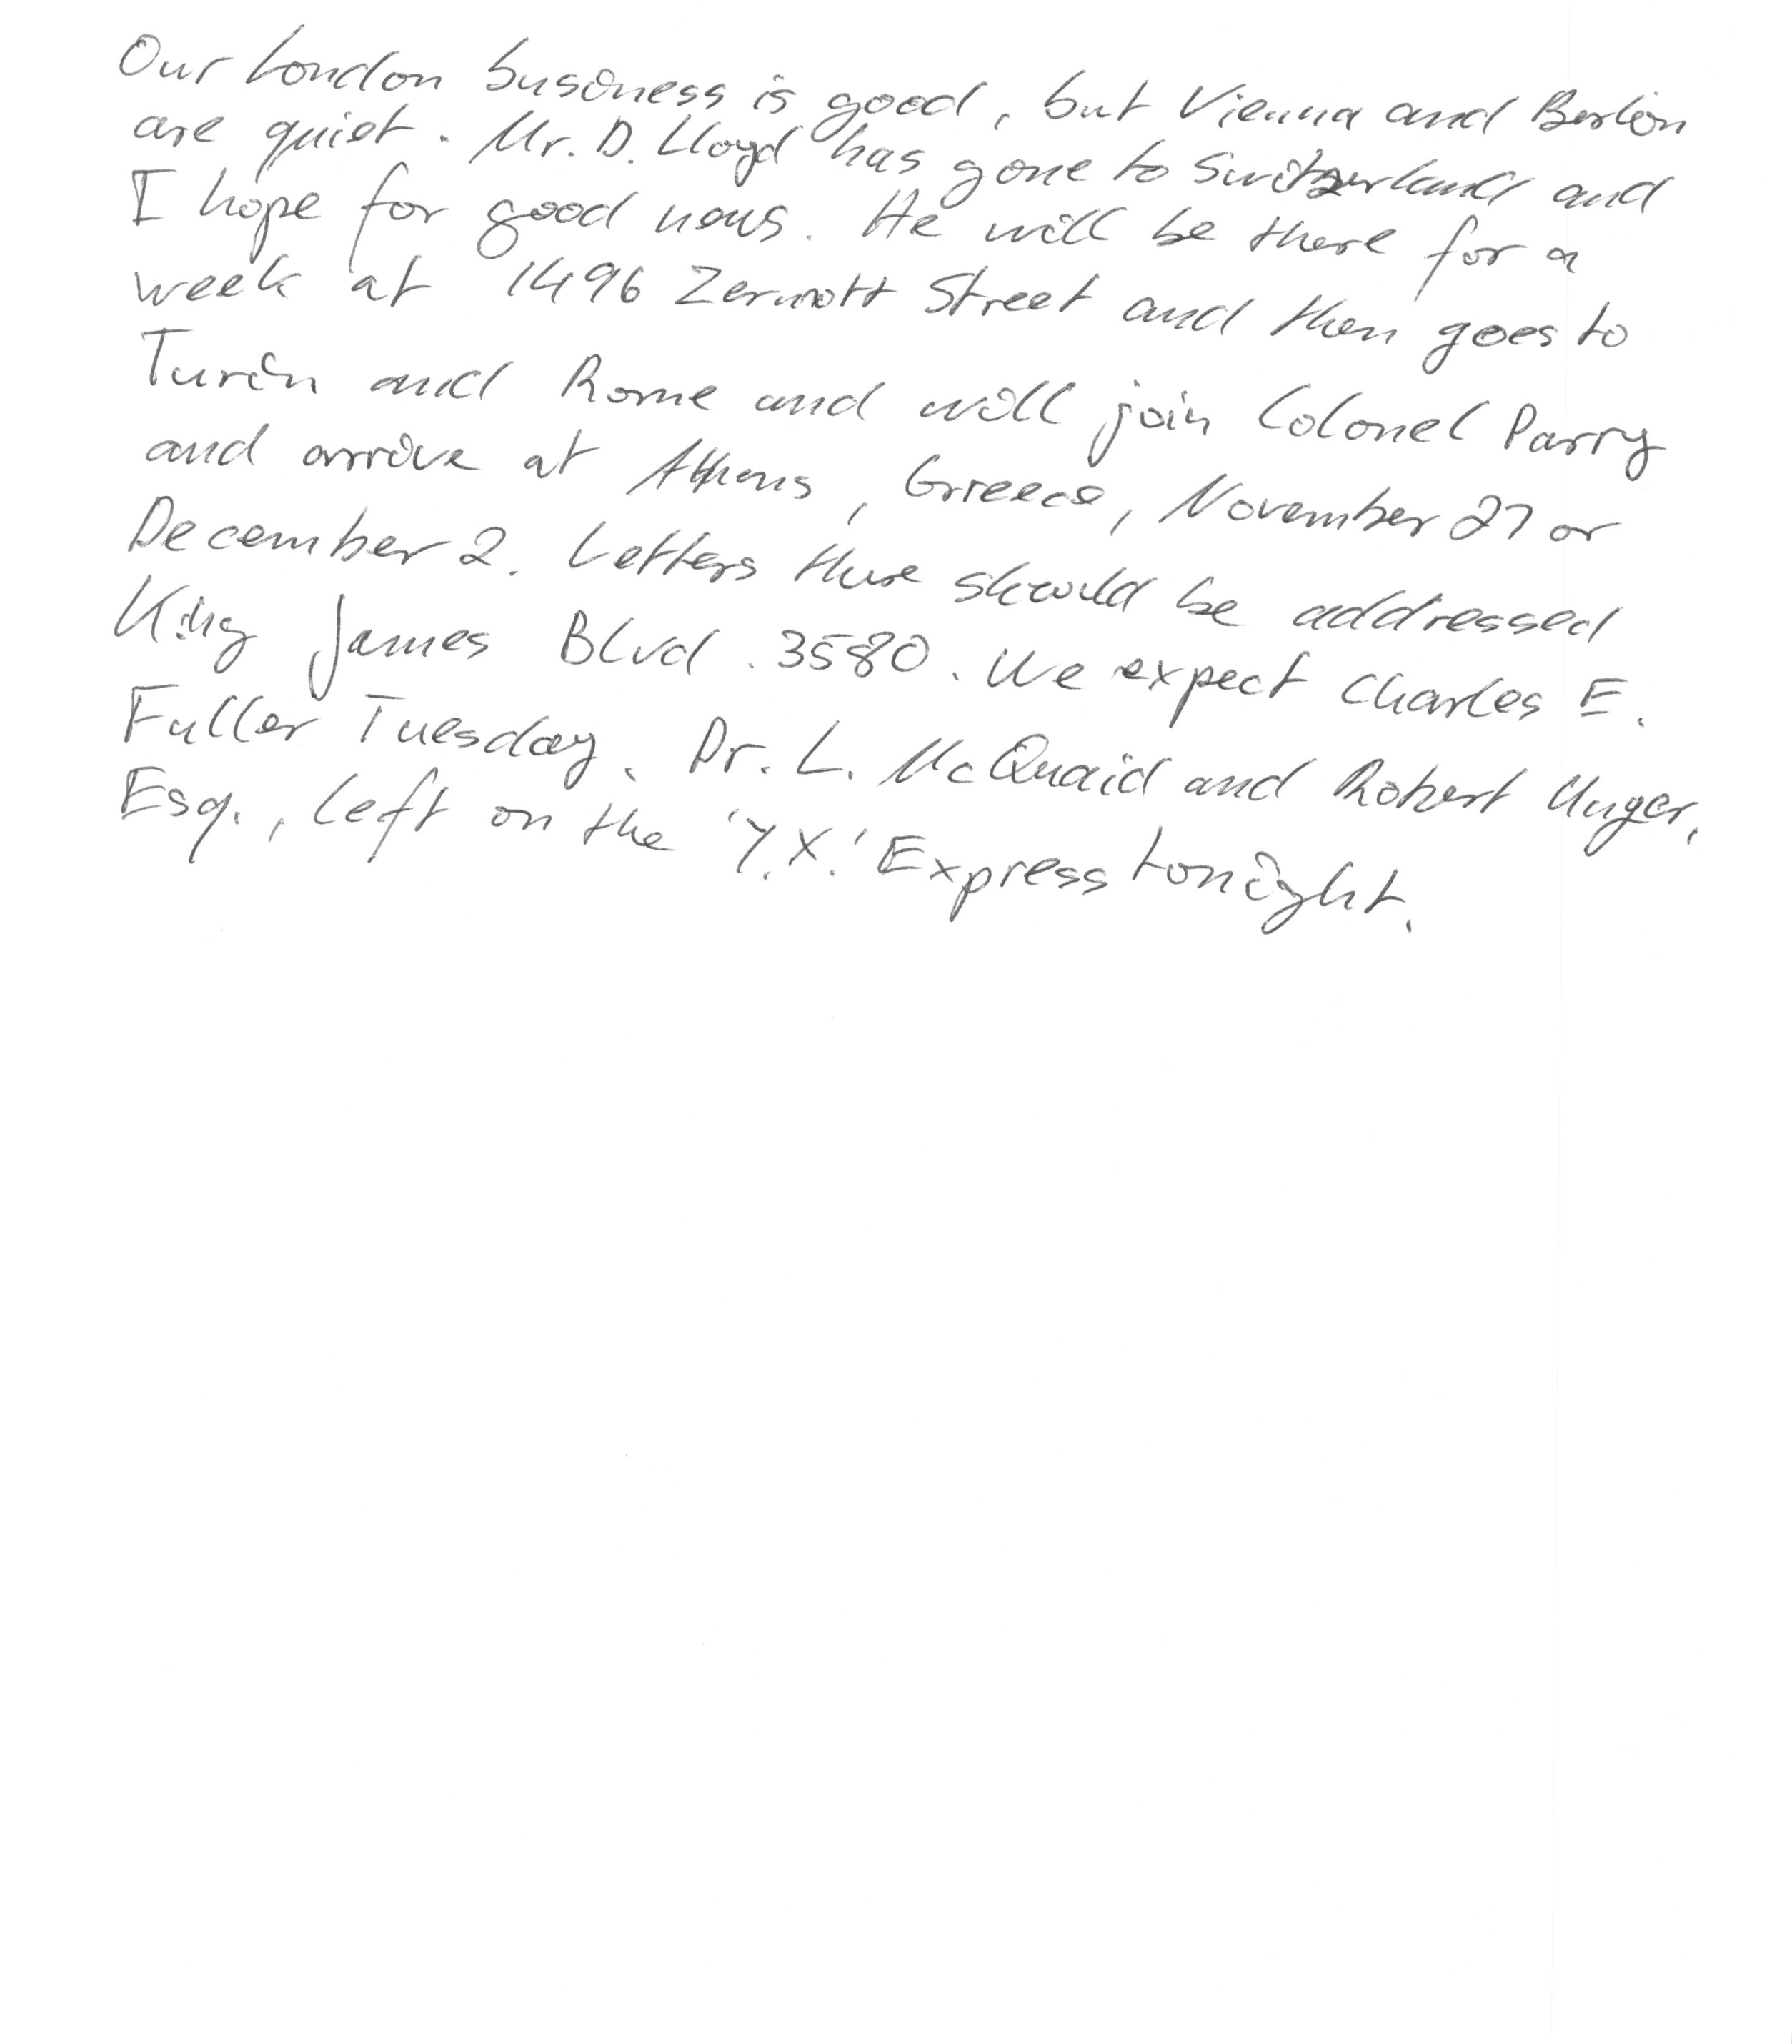 Our London business is good, but Vienna and Berlin
are quiet. Mr. D. Lloyd has gone to Switzerland and
I hope for good news. He will be there for a
week at 1496 Zermott Street and then goes to
Turin and Rome and will join Colonel Parry
and arrive at Athens, Greece, November 27 or
December 2. Letters there should be addressed
King James Blvd. 3580. We expect Charles E.
Fuller Tuesday. Dr. L. McQuaid and Robert Unger,
Esq., left on the 'Y.X.' Express tonight.